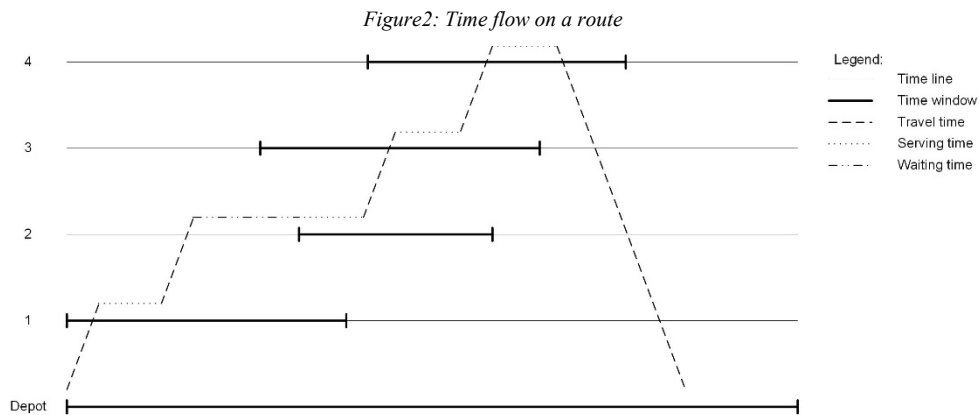 Figure2: Time flow on a route
4
3
2
1
Depot
Legend:
Time line
Time window
Travel time
Serving time
Waiting time